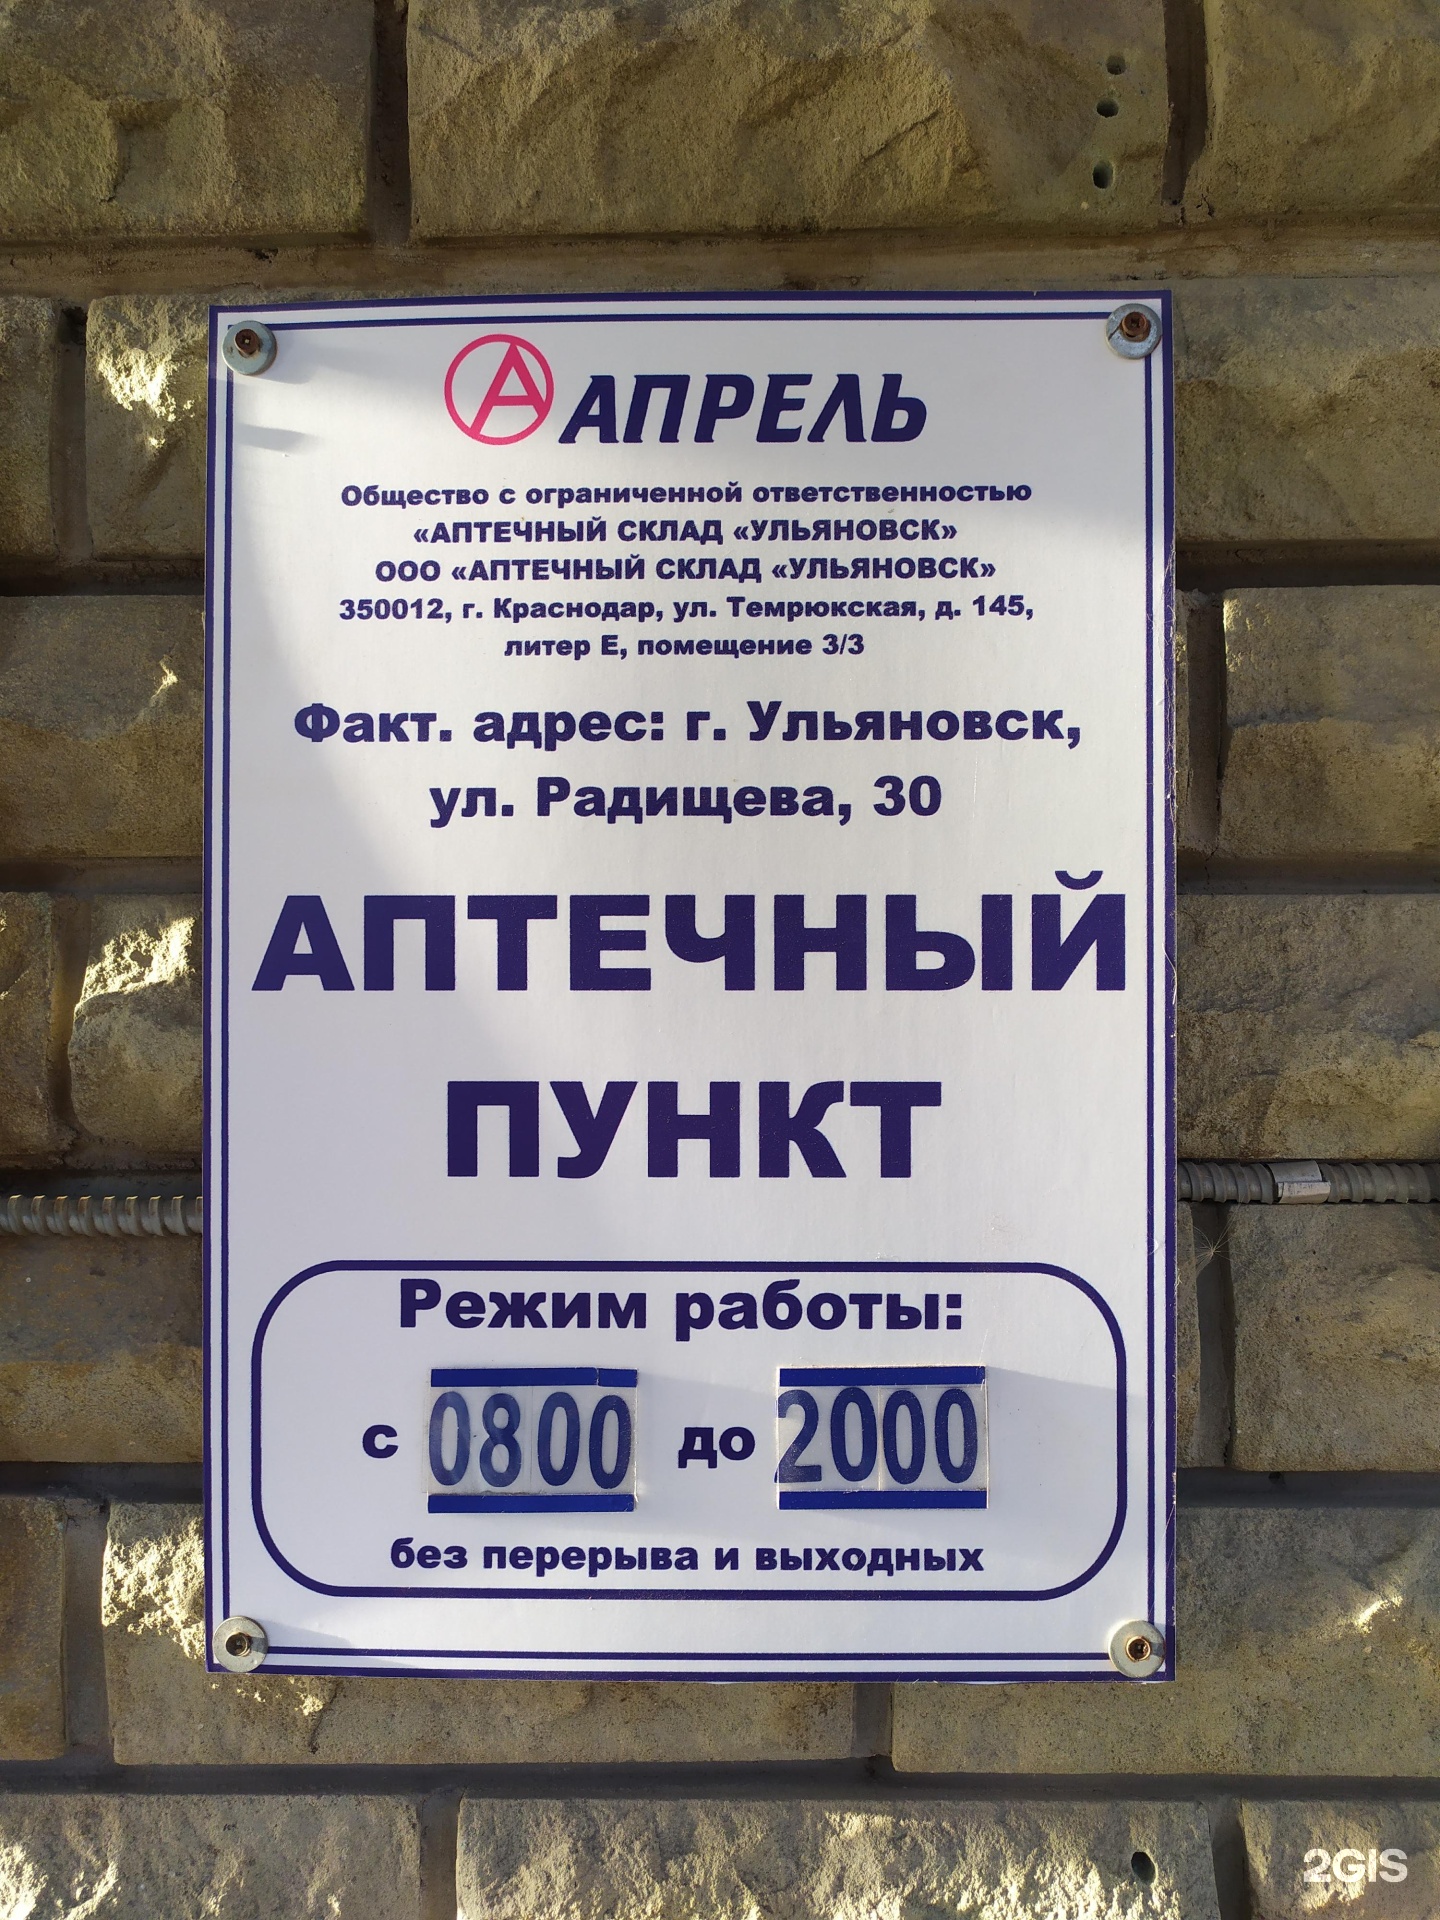 АПРЕЛЬ
Общество с ограниченной ответственностью
«АПТЕЧНЫЙ СКЛАД «УЛЬЯНОВСК»
ООО «АПТЕЧНЫЙ СКЛАД «УЛЬЯНОВСК»
350012, г. Краснодар, ул. Темрюкская, д. 145,
литер Е, помещение 3/3
Факт. адрес: г. Ульяновск,
ул. Радищева, 30
АПТЕЧНЫЙ
ПУНКТ
Режим работы:
с 0800 до 2000
без перерыва и выходных
2GIS